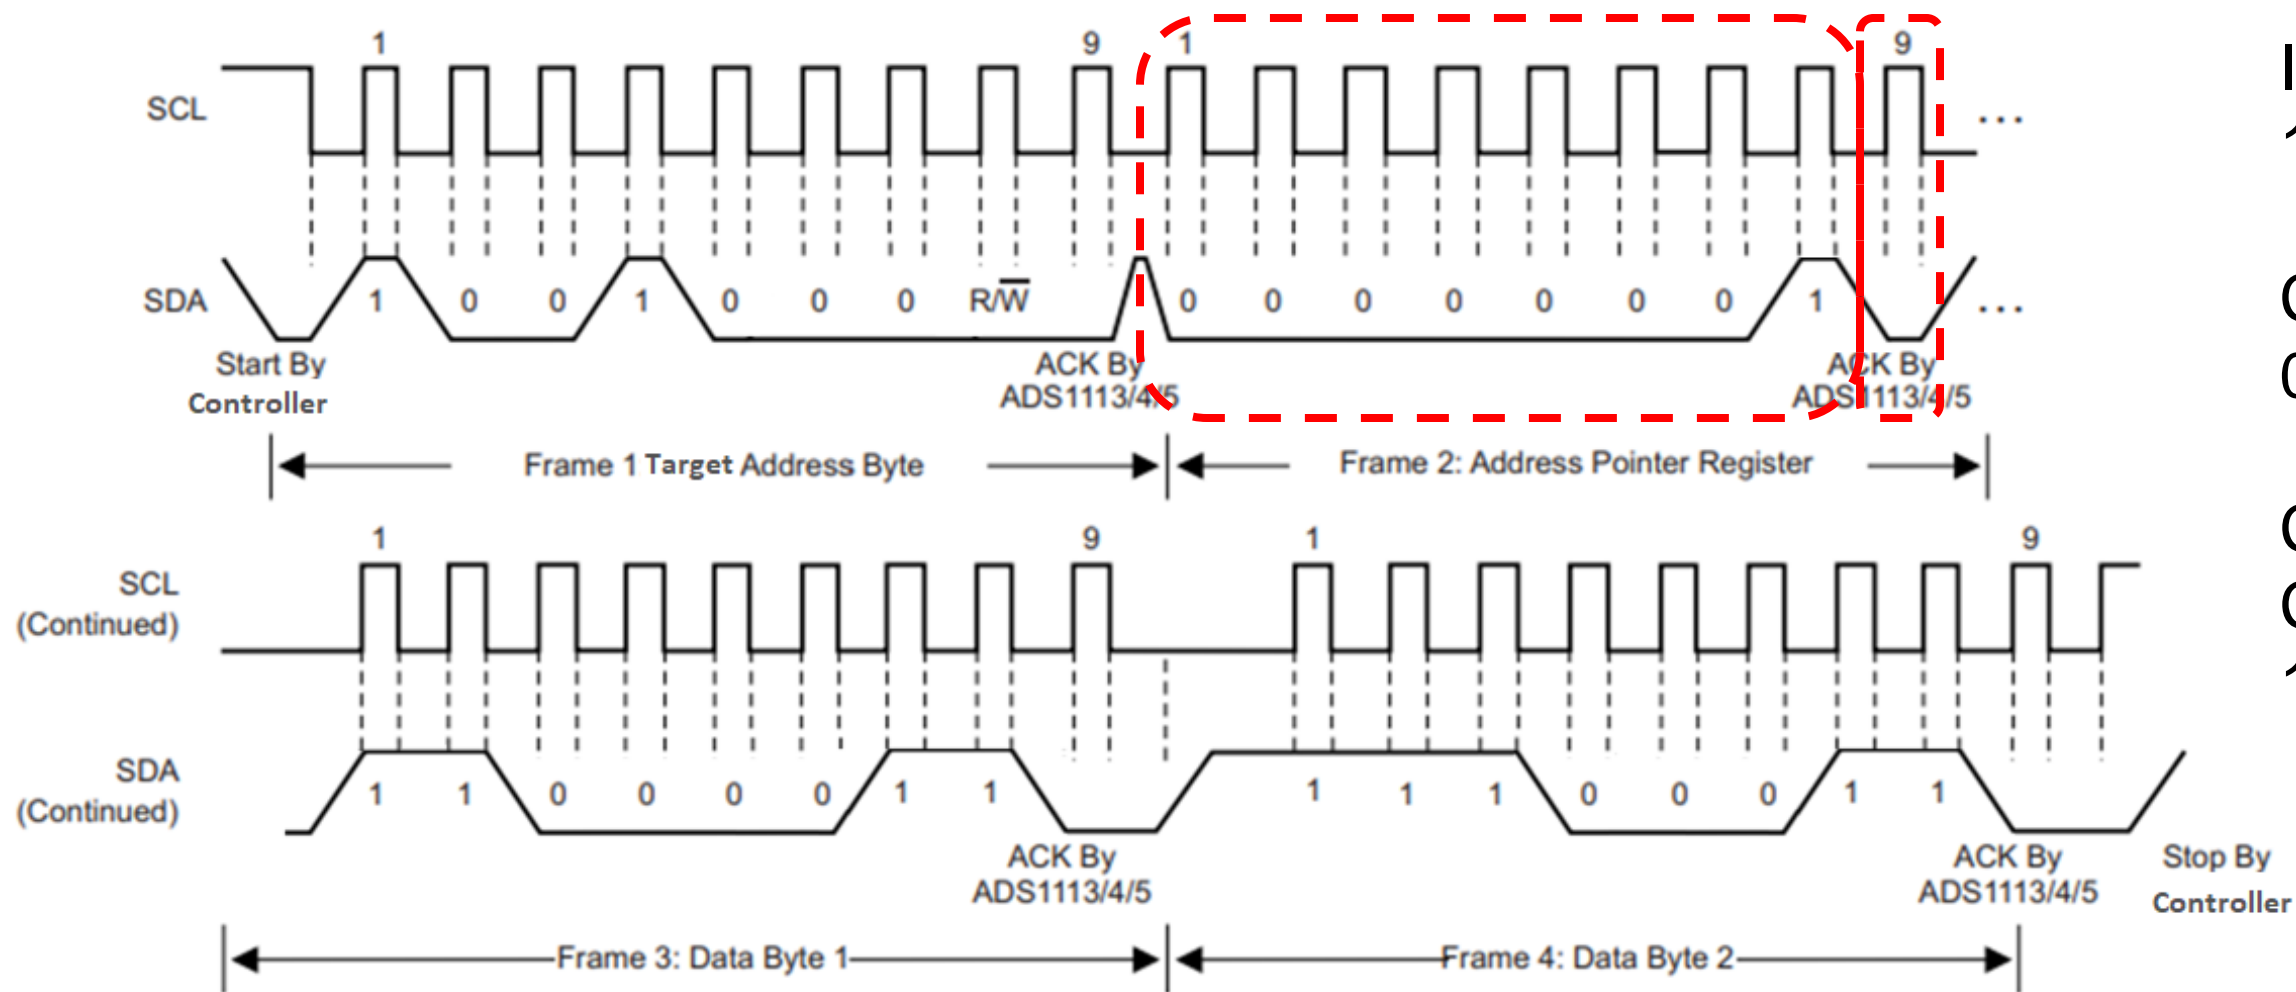 1 9 1 9
SCL
...
SDA 1 0 0 1 0 0 0 R/W 0 0 0 0 0 0 0 1 ...
Start By
Controller
ACK By
ADS1113/4/5
ACK By
ADS1113/4/5
Frame 1 Target Address Byte
Frame 2: Address Pointer Register
1 9 1 9
SCL
(Continued)
SDA
(Continued)
1 1 0 0 0 0 1 1 1 1 1 0 0 0 1 1
ACK By
ADS1113/4/5
ACK By
ADS1113/4/5
Stop By
Controller
Frame 3: Data Byte 1
Frame 4: Data Byte 2